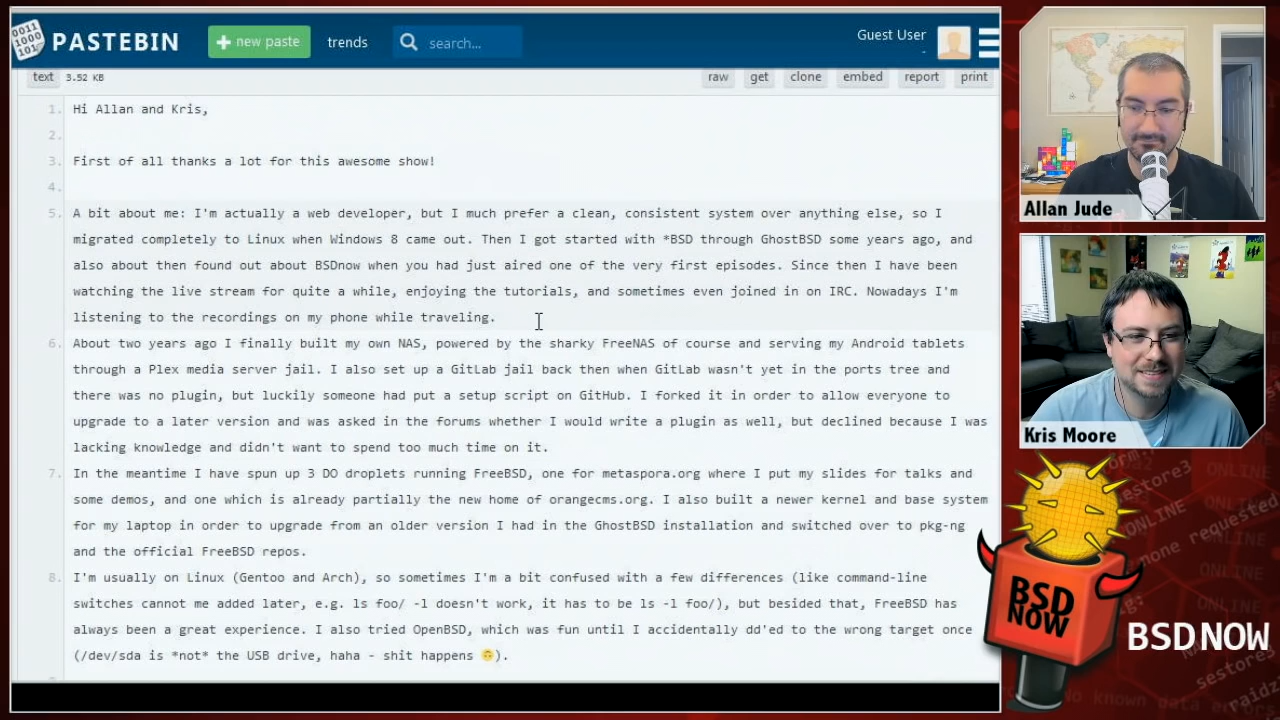 0011
1000
101
PASTEBIN
+ new paste
trends
search...
Guest User
-
text 3.52 KB
raw get clone embed report print
1. Hi Allan and Kris,
2.
3. First of all thanks a lot for this awesome show!
4.
5. A bit about me: I'm actually a web developer, but I much prefer a clean, consistent system over anything else, so I
migrated completely to Linux when Windows 8 came out. Then I got started with *BSD through GhostBSD some years ago, and
also about then found out about BSDnow when you had just aired one of the very first episodes. Since then I have been
watching the live stream for quite a while, enjoying the tutorials, and sometimes even joined in on IRC. Nowadays I'm
listening to the recordings on my phone while traveling.
6. About two years ago I finally built my own NAS, powered by the sharky FreeNAS of course and serving my Android tablets
through a Plex media server jail. I also set up a GitLab jail back then when GitLab wasn't yet in the ports tree and
there was no plugin, but luckily someone had put a setup script on GitHub. I forked it in order to allow everyone to
upgrade to a later version and was asked in the forums whether I would write a plugin as well, but declined because I was
lacking knowledge and didn't want to spend too much time on it.
7. In the meantime I have spun up 3 DO droplets running FreeBSD, one for metaspora.org where I put my slides for talks and
some demos, and one which is already partially the new home of orangecms.org. I also built a newer kernel and base system
for my laptop in order to upgrade from an older version I had in the GhostBSD installation and switched over to pkg-ng
and the official FreeBSD repos.
8. I'm usually on Linux (Gentoo and Arch), so sometimes I'm a bit confused with a few differences (like command-line
switches cannot me added later, e.g. ls foo/ -l doesn't work, it has to be ls -l foo/), but besided that, FreeBSD has
always been a great experience. I also tried OpenBSD, which was fun until I accidentally dd'ed to the wrong target once
(/dev/sda is *not* the USB drive, haha - shit happens 🙃).
Allan Jude
Kris Moore
BSD
NOW
BSD NOW